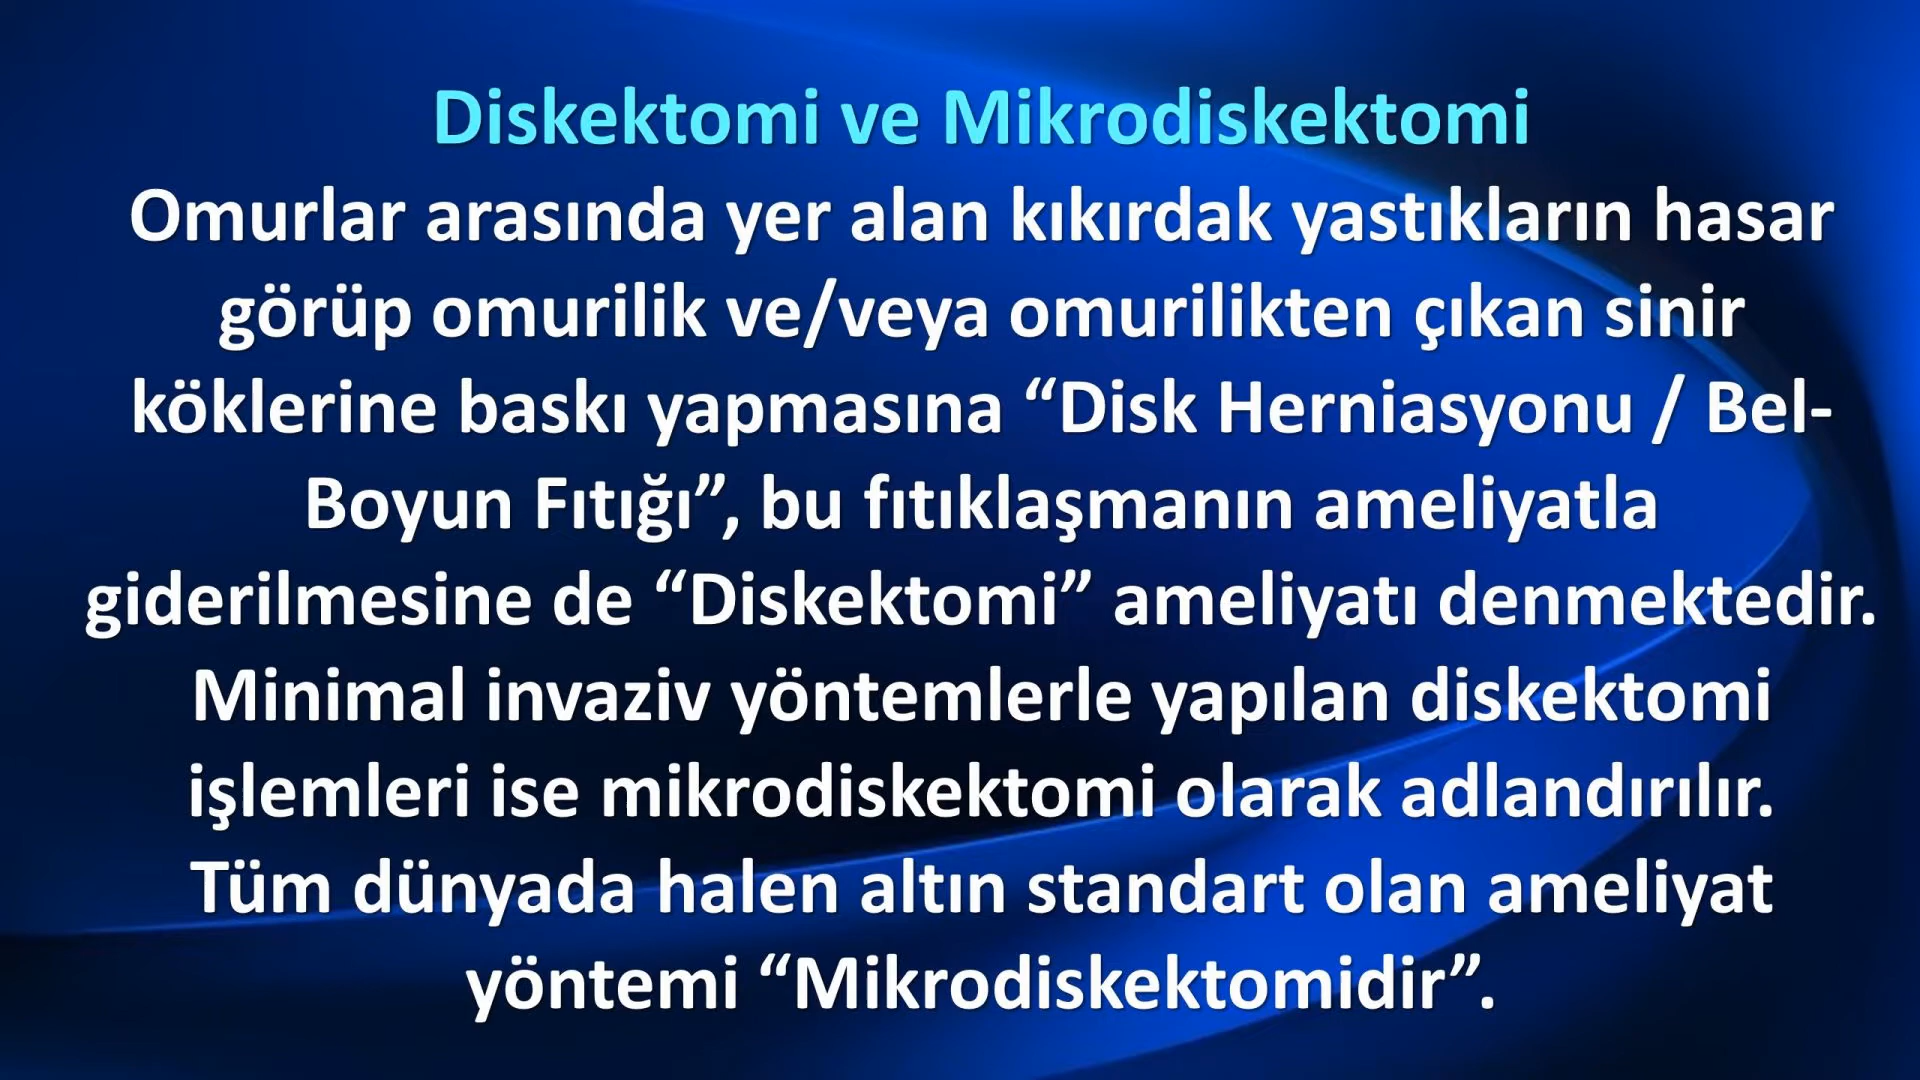 Diskektomi ve Mikrodiskektomi
Omurlar arasında yer alan kıkırdak yastıkların hasar
görüp omurilik ve/veya omurilikten çıkan sinir
köklerine baskı yapmasına “Disk Herniasyonu / Bel-
Boyun Fıtığı”, bu fıtıklaşmanın ameliyatla
giderilmesine de “Diskektomi” ameliyatı denmektedir.
Minimal invaziv yöntemlerle yapılan diskektomi
işlemleri ise mikrodiskektomi olarak adlandırılır.
Tüm dünyada halen altın standart olan ameliyat
yöntemi “Mikrodiskektomidir”.